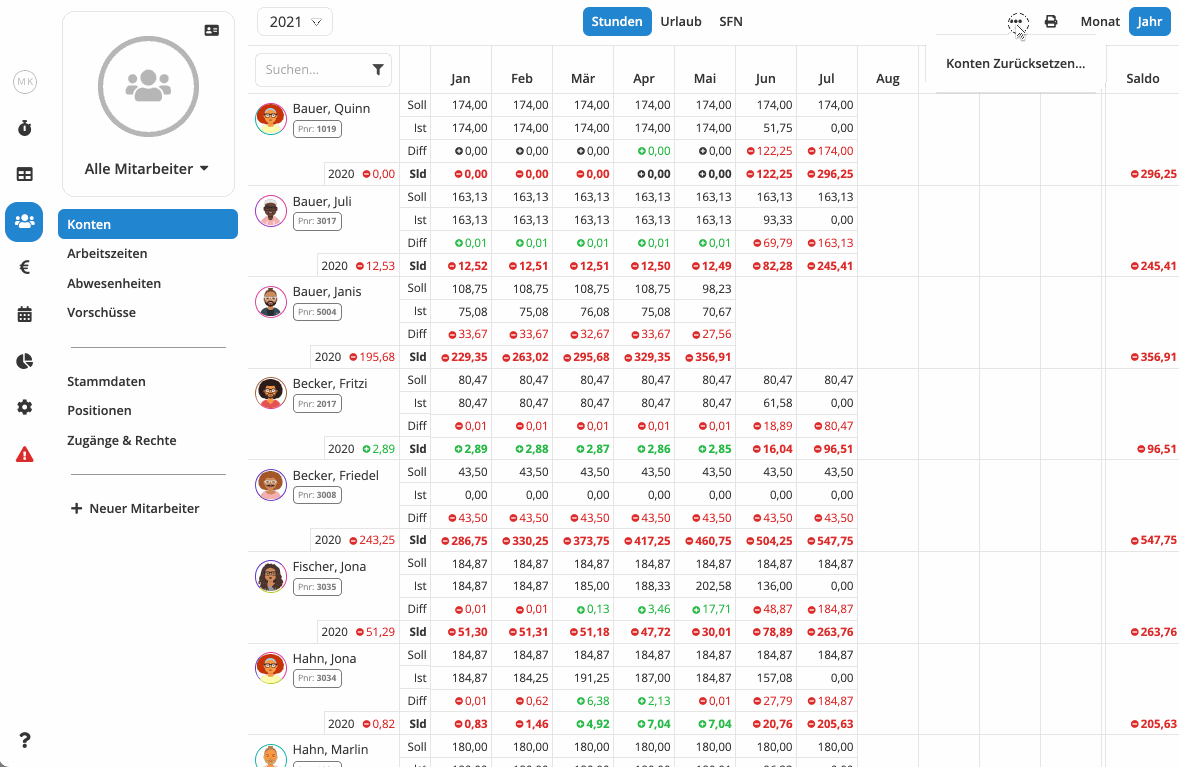 2021 Stunden Urlaub SFN Monat Jahr
Konten Zurücksetzen...
MK
Alle Mitarbeiter
Konten
Arbeitszeiten
Abwesenheiten
Vorschüsse
Stammdaten
Positionen
Zugänge & Rechte
+ Neuer Mitarbeiter
?
Suchen... Jan Feb Mär Apr Mai Jun Jul Aug Saldo
Bauer, Quinn Soll 174,00 174,00 174,00 174,00 174,00 174,00 174,00
Pnr: 1019 Ist 174,00 174,00 174,00 174,00 174,00 51,75 0,00
Diff +0,00 +0,00 +0,00 +0,00 +0,00 -122,25 -174,00
2020 -0,00 Sld -0,00 -0,00 -0,00 +0,00 +0,00 -122,25 -296,25 -296,25
Bauer, Juli Soll 163,13 163,13 163,13 163,13 163,13 163,13 163,13
Pnr: 3017 Ist 163,13 163,13 163,13 163,13 163,13 93,33 0,00
Diff +0,01 +0,01 +0,01 +0,01 +0,01 -69,79 -163,13
2020 -12,53 Sld -12,52 -12,51 -12,51 -12,50 -12,49 -82,28 -245,41 -245,41
Bauer, Janis Soll 108,75 108,75 108,75 108,75 98,23
Pnr: 5004 Ist 75,08 75,08 76,08 75,08 70,67
Diff -33,67 -33,67 -32,67 -33,67 -27,56
2020 -195,68 Sld -229,35 -263,02 -295,68 -329,35 -356,91 -356,91
Becker, Fritzi Soll 80,47 80,47 80,47 80,47 80,47 80,47 80,47
Pnr: 2017 Ist 80,47 80,47 80,47 80,47 80,47 61,58 0,00
Diff -0,01 -0,01 -0,01 -0,01 -0,01 -18,89 -80,47
2020 +2,89 Sld +2,89 +2,88 +2,87 +2,86 +2,85 -16,04 -96,51 -96,51
Becker, Friedel Soll 43,50 43,50 43,50 43,50 43,50 43,50 43,50
Pnr: 3008 Ist 0,00 0,00 0,00 0,00 0,00 0,00 0,00
Diff -43,50 -43,50 -43,50 -43,50 -43,50 -43,50 -43,50
2020 -243,25 Sld -286,75 -330,25 -373,75 -417,25 -460,75 -504,25 -547,75 -547,75
Fischer, Jona Soll 184,87 184,87 184,87 184,87 184,87 184,87 184,87
Pnr: 3035 Ist 184,87 184,87 185,00 188,33 202,58 136,00 0,00
Diff -0,01 -0,01 +0,13 +3,46 +17,71 -48,87 -184,87
2020 -51,29 Sld -51,30 -51,31 -51,18 -47,72 -30,01 -78,89 -263,76 -263,76
Hahn, Jona Soll 184,87 184,87 184,87 184,87 184,87 184,87 184,87
Pnr: 3034 Ist 184,87 184,25 191,25 187,00 184,87 157,08 0,00
Diff -0,01 -0,62 +6,38 +2,13 -0,01 -27,79 -184,87
2020 -0,82 Sld -0,83 -1,46 +4,92 +7,04 +7,04 -20,76 -205,63 -205,63
Hahn, Marlin Soll 180,00 180,00 180,00 180,00 180,00 180,00 180,00